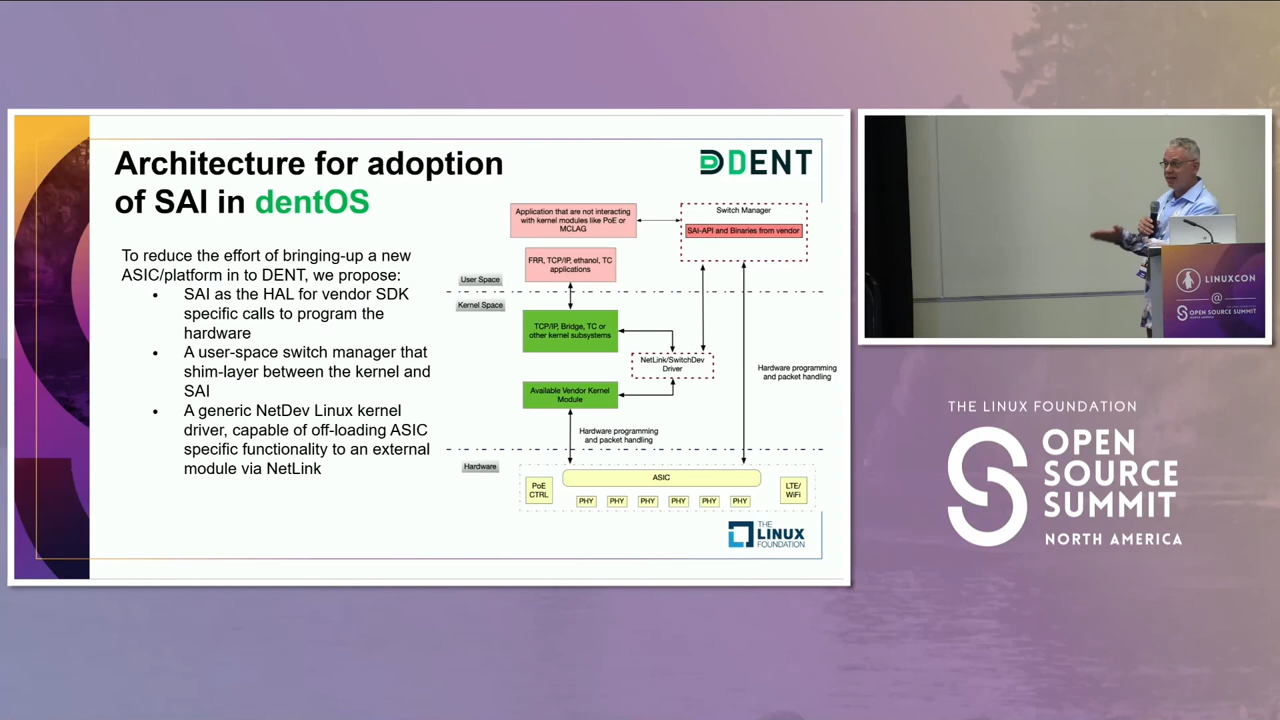 Architecture for adoption
of SAI in dentOS
DENT
To reduce the effort of bringing-up a new
ASIC/platform in to DENT, we propose:
• SAI as the HAL for vendor SDK
specific calls to program the
hardware
• A user-space switch manager that
shim-layer between the kernel and
SAI
• A generic NetDev Linux kernel
driver, capable of off-loading ASIC
specific functionality to an external
module via NetLink
Application that are not interacting
with kernel modules like PoE or
MCLAG
Switch Manager
SAI-API and Binaries from vendor
FRR, TCP/IP, ethanol, TC
applications
User Space
Kernel Space
TCP/IP, Bridge, TC or
other kernel subsystems
NetLink/SwitchDev
Driver
Available Vendor Kernel
Module
Hardware programming
and packet handling
Hardware programming
and packet handling
Hardware
PoE
CTRL
ASIC
PHY PHY PHY PHY PHY PHY
LTE/
WiFi
THE
LINUX
FOUNDATION
LINUXCON
@
OPEN SOURCE SUMMIT
THE LINUX FOUNDATION
OPEN
SOURCE
SUMMIT
NORTH AMERICA